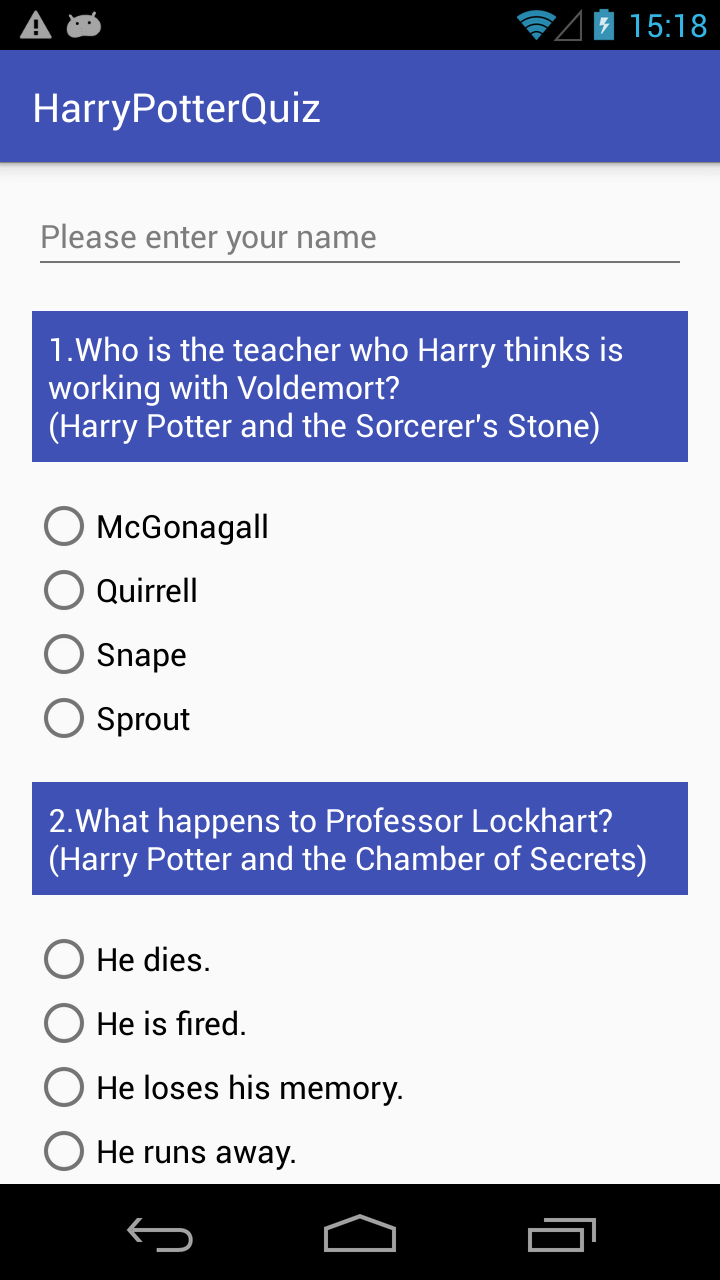 15:18
HarryPotterQuiz
Please enter your name
1.Who is the teacher who Harry thinks is
working with Voldemort?
(Harry Potter and the Sorcerer's Stone)
McGonagall
Quirrell
Snape
Sprout
2.What happens to Professor Lockhart?
(Harry Potter and the Chamber of Secrets)
He dies.
He is fired.
He loses his memory.
He runs away.